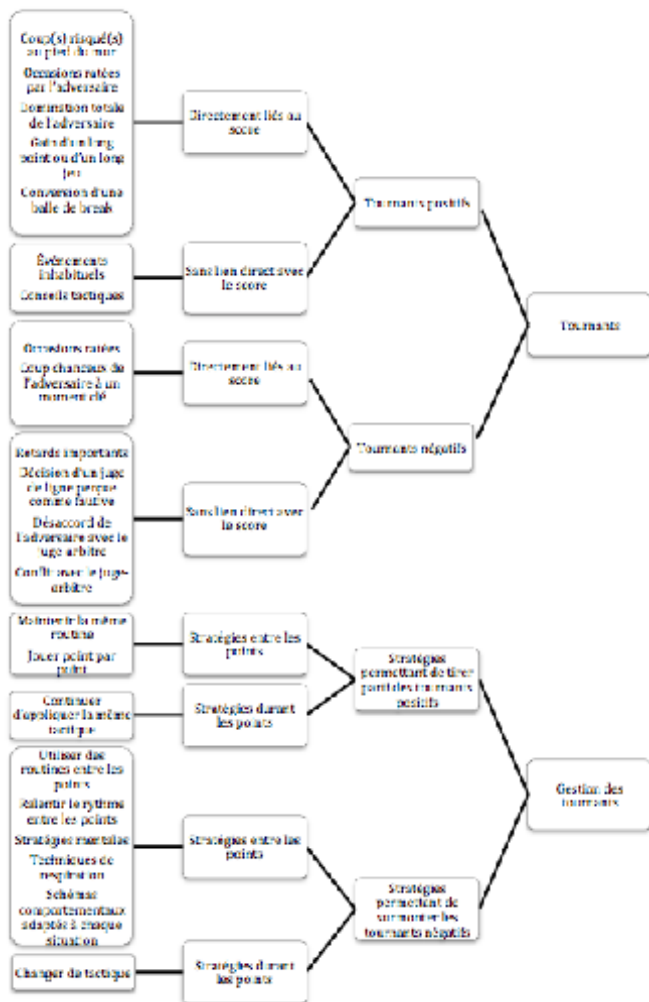 Coup(s) risqué(s)
au pied du mur
Occasions ratées
par l'adversaire
Domination totale
de l'adversaire
Gain d'un long
point ou d'un long
jeu
Conversion d'une
balle de break
Directement liés au
score
Tournants positifs
Événements
inhabituels
Conseils tactiques
Sans lien direct avec
le score
Tournants
Occasions ratées
Coup chanceux de
l'adversaire à un
moment clé
Directement liés au
score
Tournants négatifs
Retards importants
Décision d'un juge
de ligne perçue
comme fautive
Désaccord de
l'adversaire avec le
juge arbitre
Conflit avec le juge-
arbitre
Sans lien direct avec
le score
Maintenir la même
routine
Jouer point par
point
Stratégies entre les
points
Stratégies
permettant de tirer
parti des tournants
positifs
Continuer
d'appliquer la même
tactique
Stratégies durant
les points
Gestion des
tournants
Utiliser des
routines entre les
points
Ralentir le rythme
entre les points
Stratégies mentales
Techniques de
respiration
Schémas
comportementaux
adaptés à chaque
situation
Stratégies entre les
points
Stratégies
permettant de
surmonter les
tournants négatifs
Changer de tactique
Stratégies durant les
points